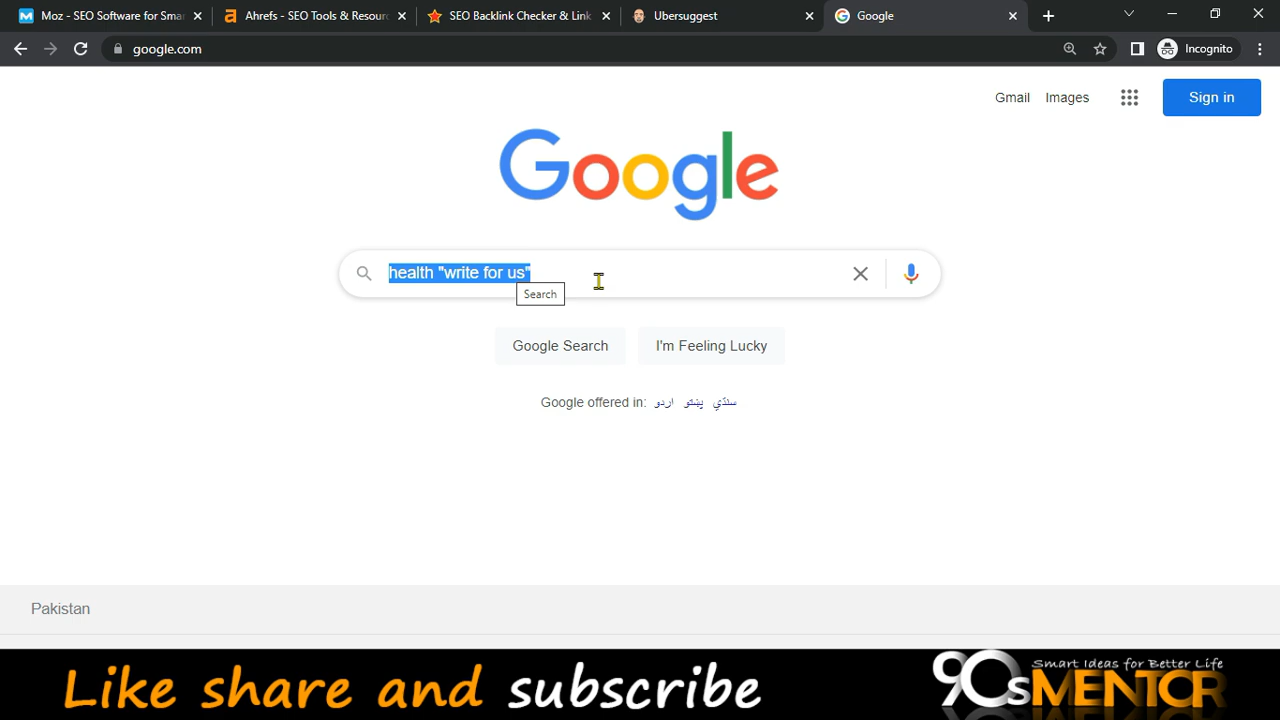 Moz - SEO Software for Smar
Ahrefs - SEO Tools & Resourc
SEO Backlink Checker & Link
Ubersuggest
Google
google.com
Incognito
Gmail
Images
Sign in
Google
health "write for us"
Search
Google Search
I'm Feeling Lucky
Google offered in: اردو پښتو سنڌي
Pakistan
Like share and subscribe
Smart Ideas for Better Life
90sMENTOR